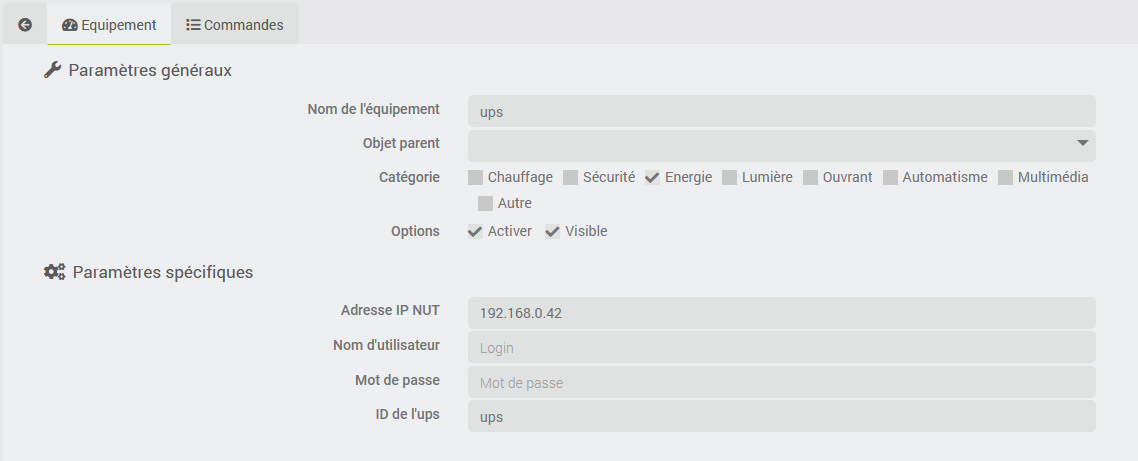 Equipement Commandes
Paramètres généraux
Nom de l'équipement ups
Objet parent
Catégorie Chauffage Sécurité Energie Lumière Ouvrant Automatisme Multimédia
Autre
Options Activer Visible
Paramètres spécifiques
Adresse IP NUT 192.168.0.42
Nom d'utilisateur Login
Mot de passe Mot de passe
ID de l'ups ups